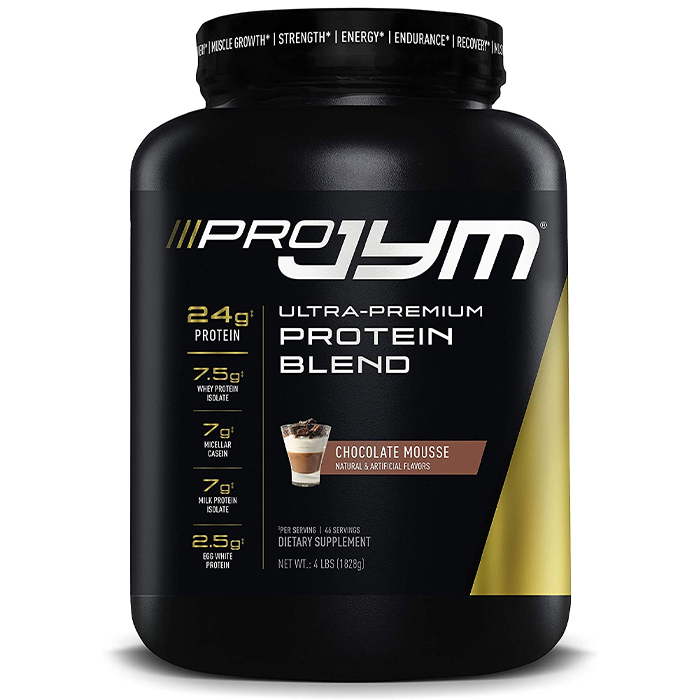 MUSCLE GROWTH* | STRENGTH* | ENERGY* | ENDURANCE* | RECOVERY* |
PRO JYM®
24g‡
PROTEIN
7.5g‡
WHEY PROTEIN
ISOLATE
7g‡
MICELLAR
CASEIN
7g‡
MILK PROTEIN
ISOLATE
2.5g‡
EGG WHITE
PROTEIN
ULTRA-PREMIUM
PROTEIN
BLEND
CHOCOLATE MOUSSE
NATURAL & ARTIFICIAL FLAVORS
‡PER SERVING | 46 SERVINGS
DIETARY SUPPLEMENT
NET WT.: 4 LBS (1828g)